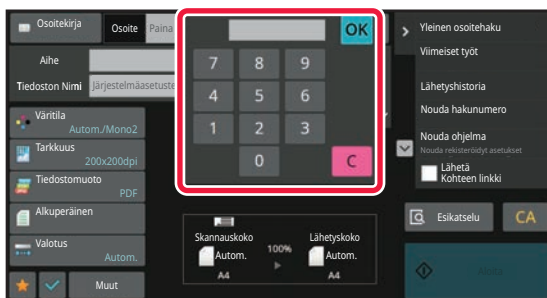 Osoitekirja
Osoite
Paina
OK
Aihe
Tiedoston Nimi
Järjestelmäasetuste
7 8 9
4 5 6
1 2 3
0 C
Väritila
Autom./Mono2
Tarkkuus
200x200dpi
Tiedostomuoto
PDF
Alkuperäinen
Valotus
Autom.
Muut
Skannauskoko
Autom.
A4
100%
Lähetyskoko
Autom.
A4
Yleinen osoitehaku
Viimeiset työt
Lähetyshistoria
Nouda hakunumero
Nouda ohjelma
Nouda rekisteröidyt asetukset
Lähetä
Kohteen linkki
Esikatselu
CA
Aloita